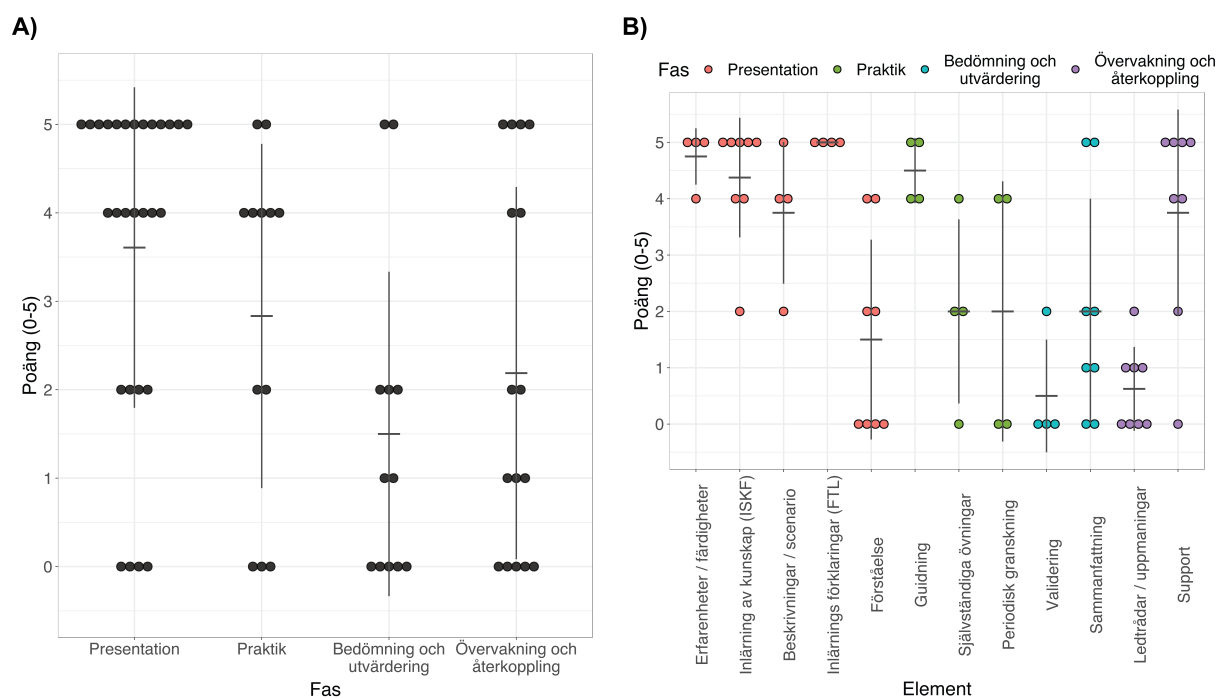 A)
Poäng (0-5)
5
4
3
2
1
0
Presentation
Praktik
Bedömning och
utvärdering
Övervakning och
återkoppling
Fas
B)
Fas
Presentation
Praktik
Bedömning och
utvärdering
Övervakning och
återkoppling
Poäng (0-5)
5
4
3
2
1
0
Erfarenheter / färdigheter
Inlärning av kunskap (ISKF)
Beskrivningar / scenario
Inlärnings förklaringar (FTL)
Förståelse
Guidning
Självständiga övningar
Periodisk granskning
Validering
Sammanfattning
Ledtrådar / uppmaningar
Support
Element